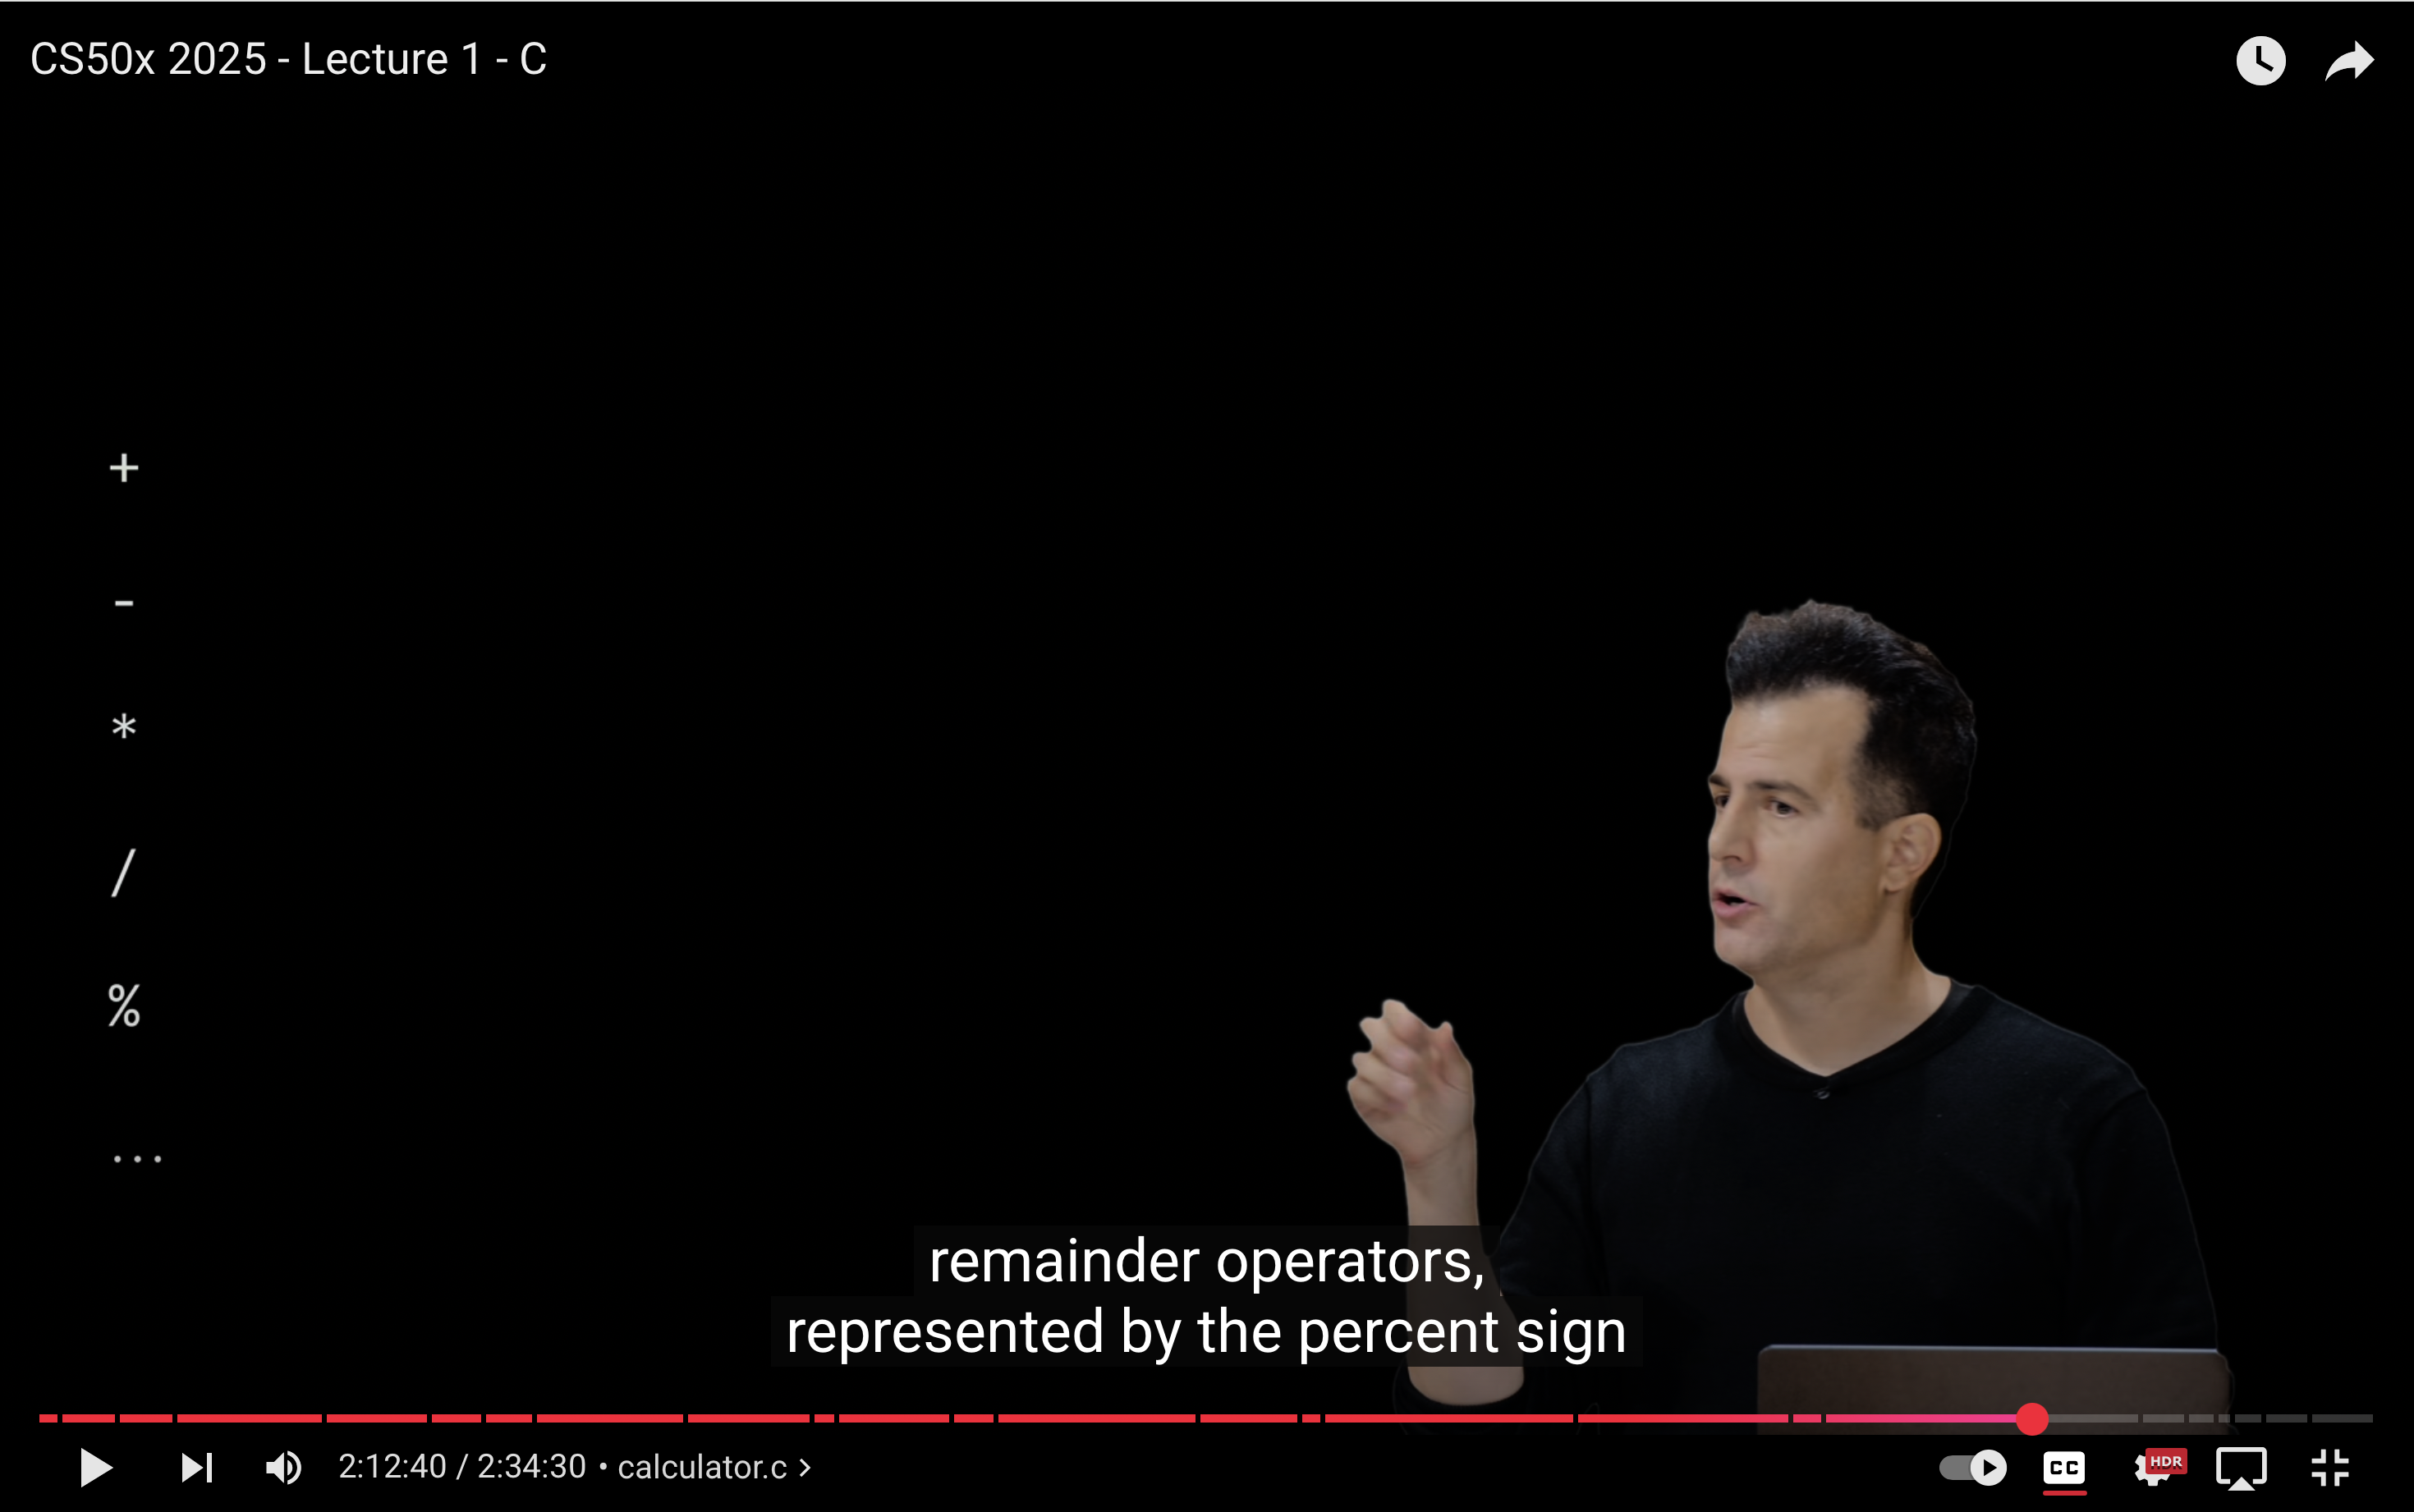 CS50x 2025 - Lecture 1 - C
+
-
*
/
%
...
remainder operators,
represented by the percent sign
2:12:40 / 2:34:30 • calculator.c >
CC
HDR